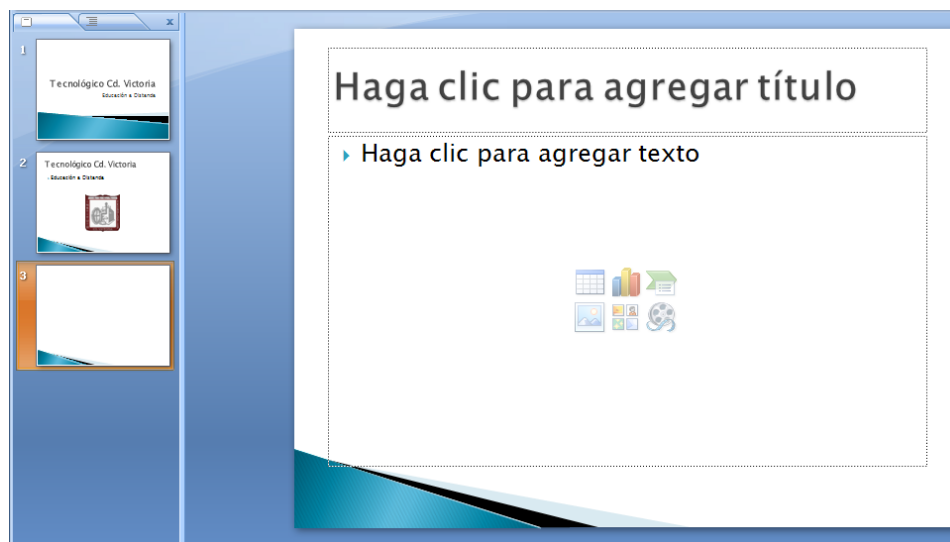 x
1
Tecnológico Cd. Victoria
Educación a Distancia
2
Tecnológico Cd. Victoria
Educación a Distancia
3
Haga clic para agregar título
Haga clic para agregar texto